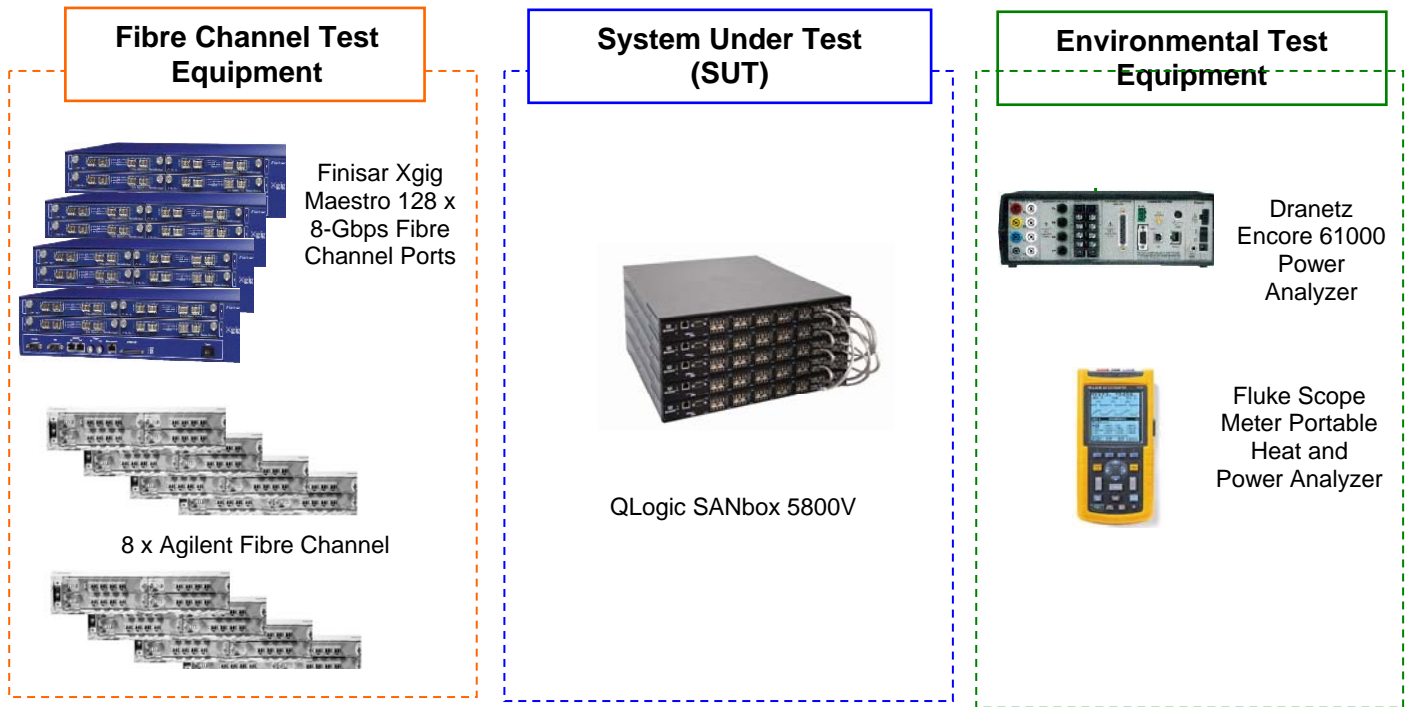 Fibre Channel Test
Equipment
Finisar Xgig
Maestro 128 x
8-Gbps Fibre
Channel Ports
8 x Agilent Fibre Channel
System Under Test
(SUT)
QLogic SANbox 5800V
Environmental Test
Equipment
Dranetz
Encore 61000
Power
Analyzer
Fluke Scope
Meter Portable
Heat and
Power Analyzer